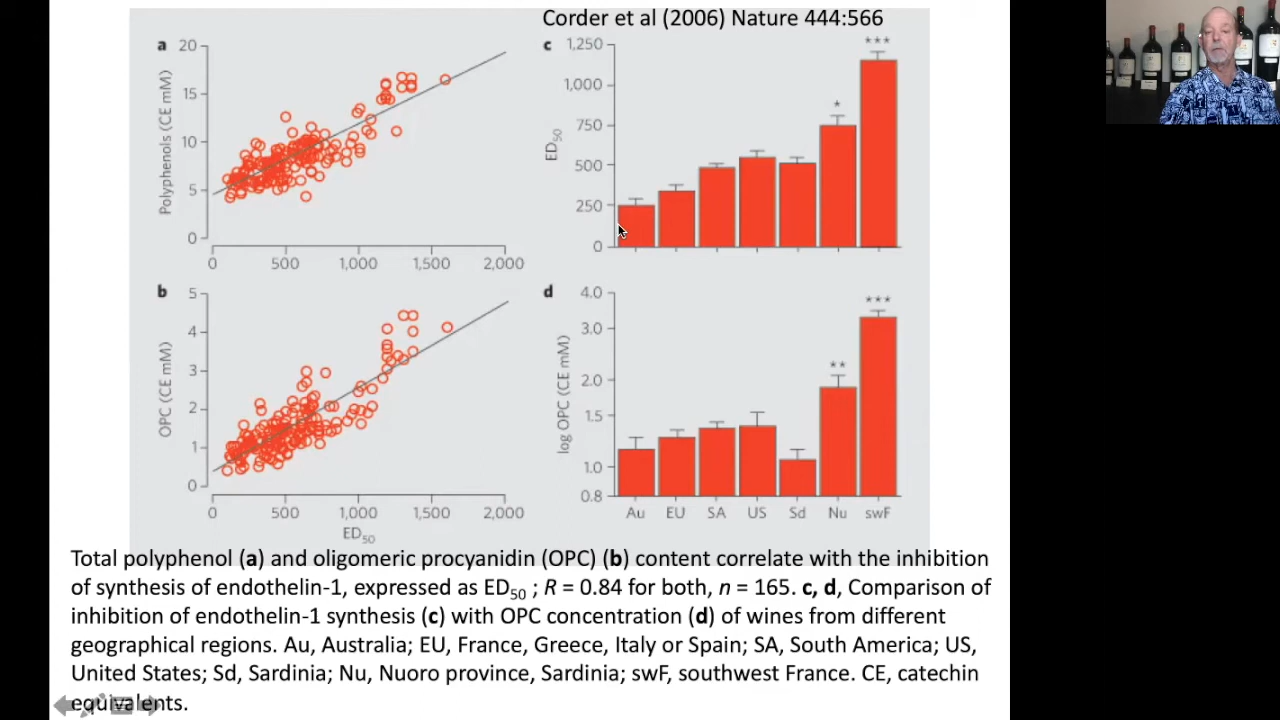 Corder et al (2006) Nature 444:566
a
20
15
10
5
0
Polyphenols (CE mM)
0 500 1,000 1,500 2,000
b
5
4
3
2
1
0
OPC (CE mM)
0 500 1,000 1,500 2,000
ED50
c
1,250
1,000
750
500
250
0
ED50
*
***
d
4.0
3.0
2.0
1.5
1.0
0.8
log OPC (CE mM)
**
***
Au EU SA US Sd Nu swF
Total polyphenol (a) and oligomeric procyanidin (OPC) (b) content correlate with the inhibition
of synthesis of endothelin-1, expressed as ED50 ; R = 0.84 for both, n = 165. c, d, Comparison of
inhibition of endothelin-1 synthesis (c) with OPC concentration (d) of wines from different
geographical regions. Au, Australia; EU, France, Greece, Italy or Spain; SA, South America; US,
United States; Sd, Sardinia; Nu, Nuoro province, Sardinia; swF, southwest France. CE, catechin
equivalents.